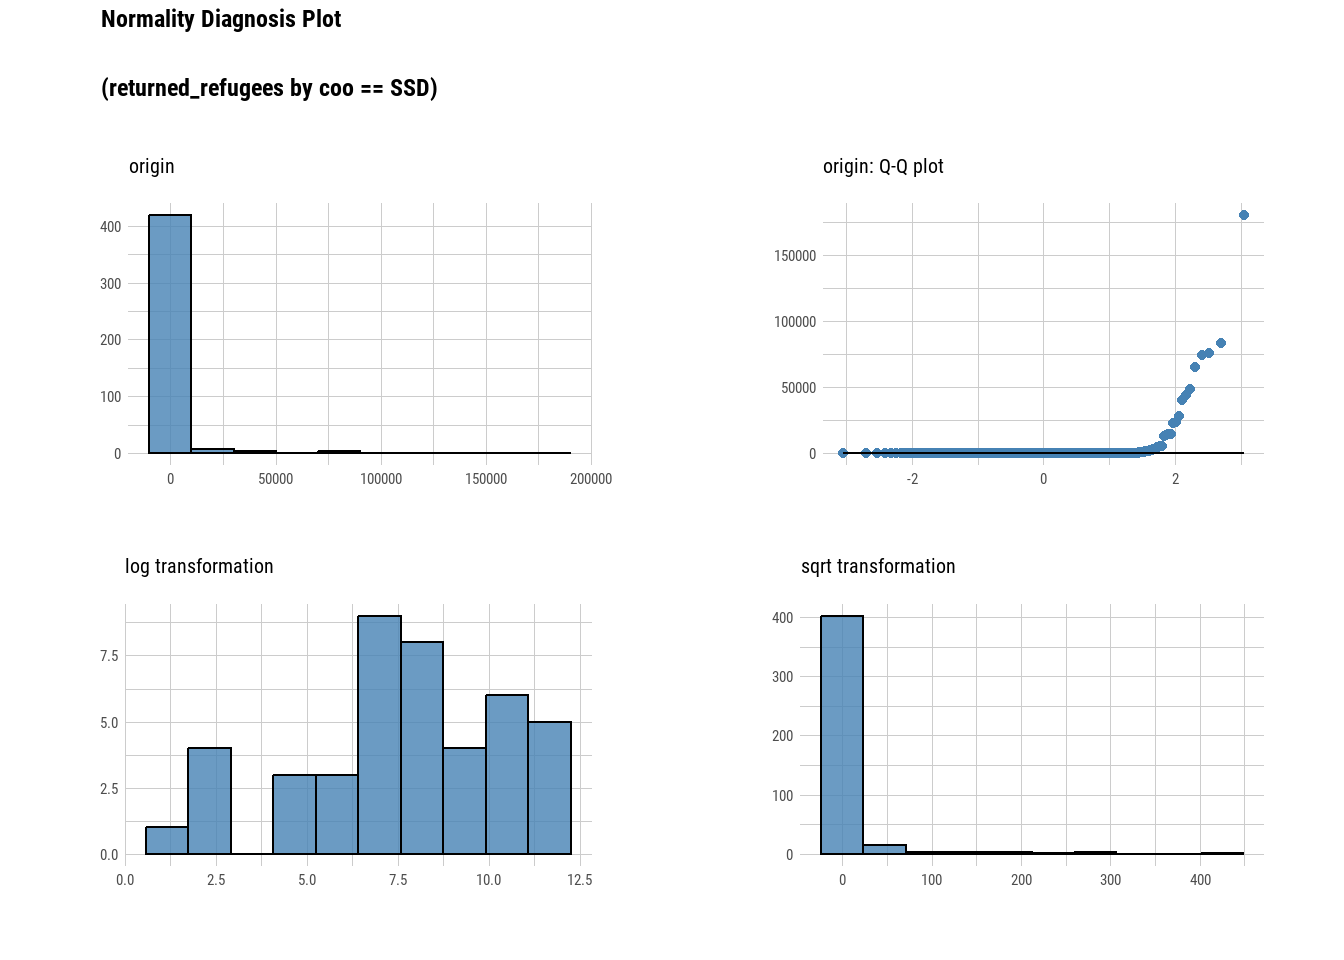 Normality Diagnosis Plot
(returned_refugees by coo == SSD)
origin
400
300
200
100
0
0 50000 100000 150000 200000
origin: Q-Q plot
150000
100000
50000
0
-2 0 2
log transformation
7.5
5.0
2.5
0.0
0.0 2.5 5.0 7.5 10.0 12.5
sqrt transformation
400
300
200
100
0
0 100 200 300 400